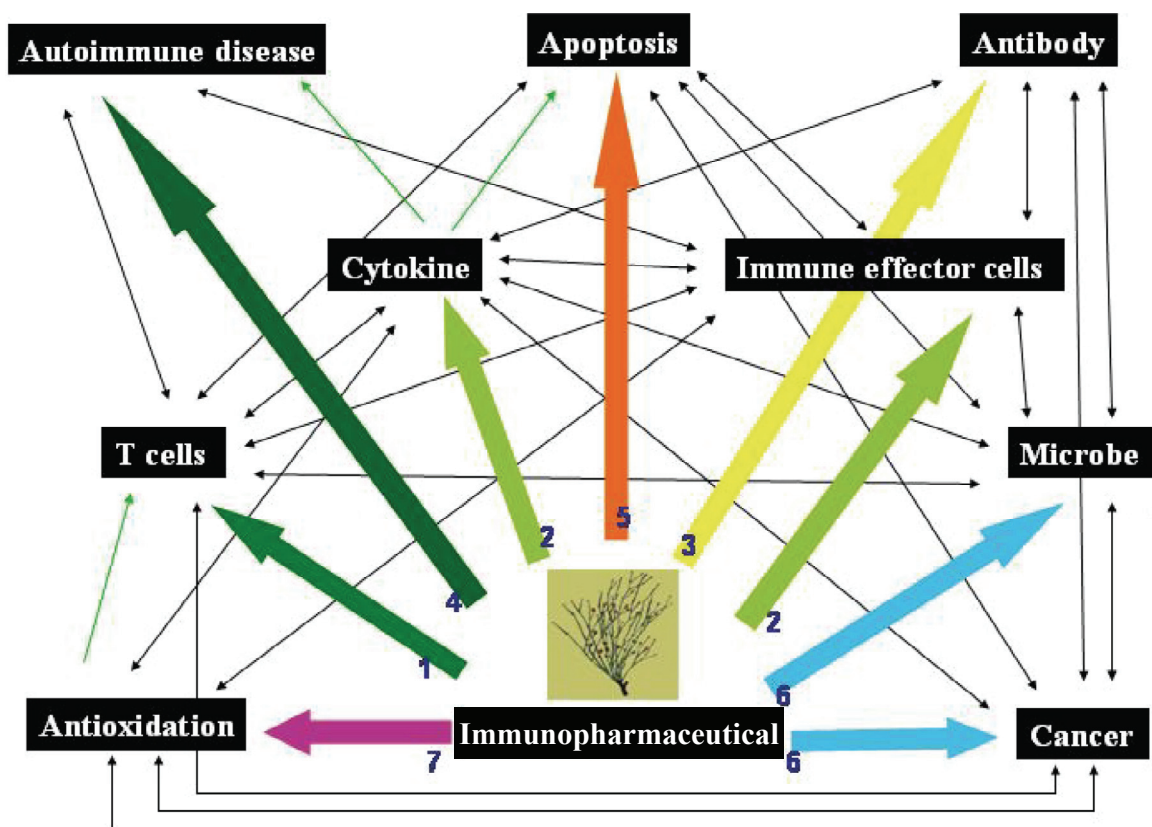 Autoimmune disease
Apoptosis
Antibody
Cytokine
Immune effector cells
T cells
Microbe
2
5
3
4
2
1
6
Antioxidation
Immunopharmaceutical
Cancer
7
6